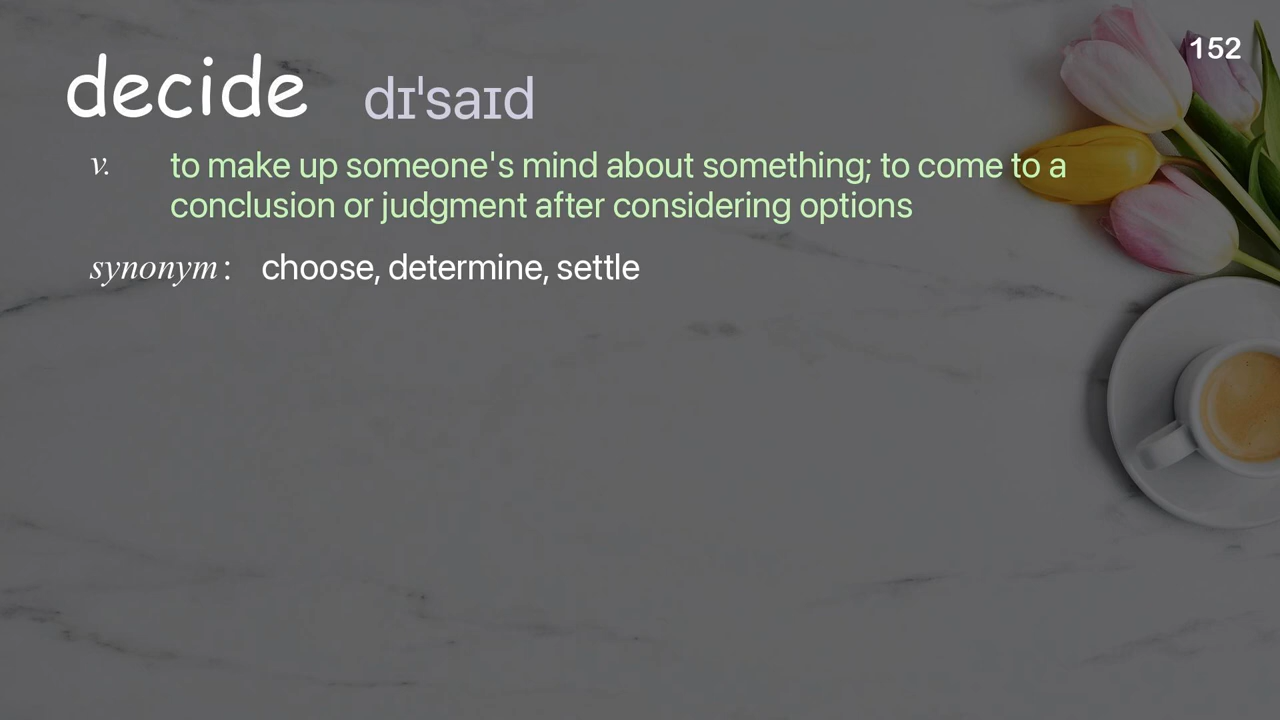 152
decide dɪˈsaɪd
v. to make up someone's mind about something; to come to a
conclusion or judgment after considering options
synonym: choose, determine, settle